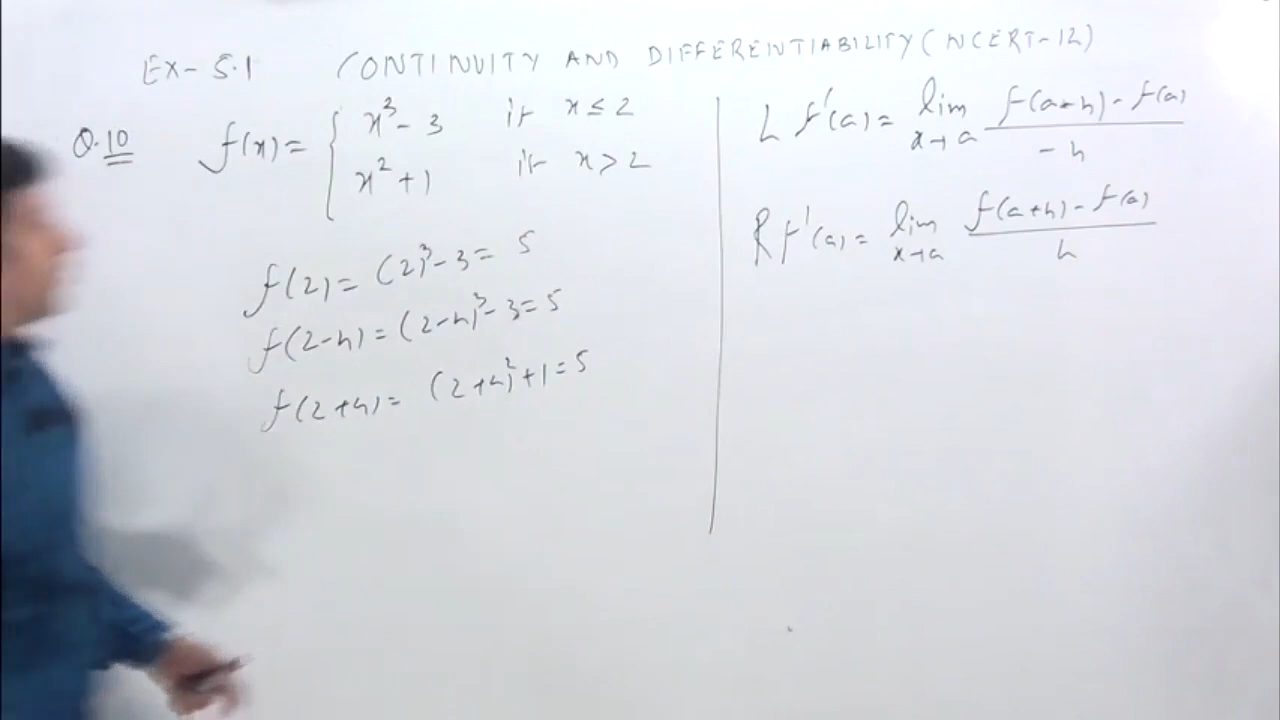 EX-5.1 CONTINUITY AND DIFFERENTIABILITY (NCERT-12)
Q.10 f(x) = { x³ - 3 if x ≤ 2
x² + 1 if x > 2
f(2) = (2)³ - 3 = 5
f(2-h) = (2-h)³ - 3 = 5
f(2+h) = (2+h)² + 1 = 5
L f'(a) = lim x→a f(a-h) - f(a) / -h
R f'(a) = lim x→a f(a+h) - f(a) / h